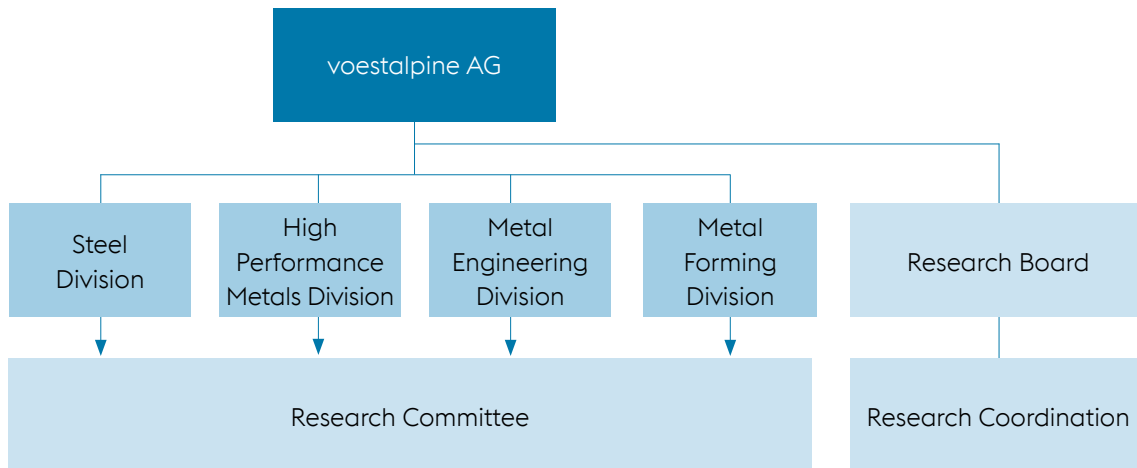 voestalpine AG
Steel
Division
High
Performance
Metals Division
Metal
Engineering
Division
Metal
Forming
Division
Research Board
Research Committee
Research Coordination